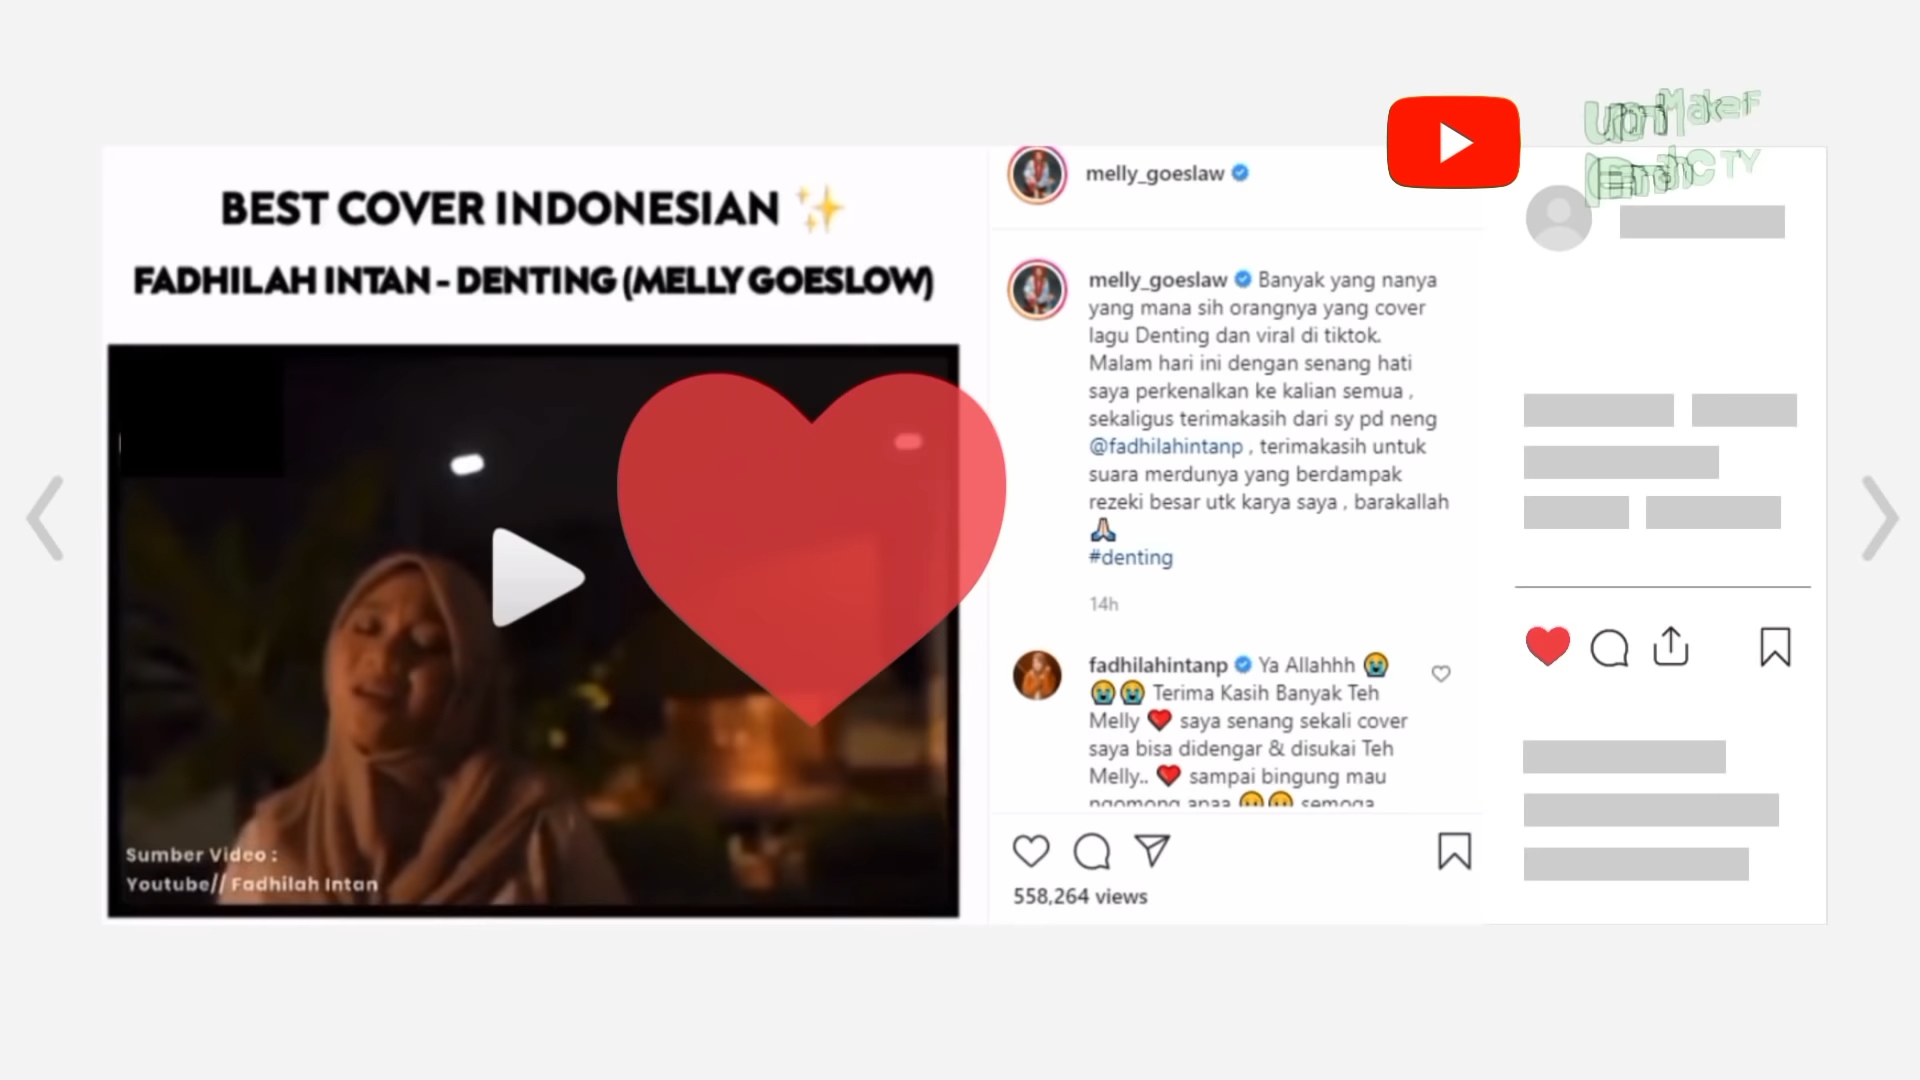 BEST COVER INDONESIAN ✨
FADHILAH INTAN - DENTING (MELLY GOESLOW)
Sumber Video :
Youtube// Fadhilah Intan
melly_goeslaw
melly_goeslaw Banyak yang nanya
yang mana sih orangnya yang cover
lagu Denting dan viral di tiktok.
Malam hari ini dengan senang hati
saya perkenalkan ke kalian semua ,
sekaligus terimakasih dari sy pd neng
@fadhilahintanp , terimakasih untuk
suara merdunya yang berdampak
rezeki besar utk karya saya , barakallah
🙏🏻
#denting
14h
fadhilahintanp Ya Allahhh 😭
😭😭 Terima Kasih Banyak Teh
Melly ❤️ saya senang sekali cover
saya bisa didengar & disukai Teh
Melly.. ❤️ sampai bingung mau
ngomong apaa semoga
558,264 views